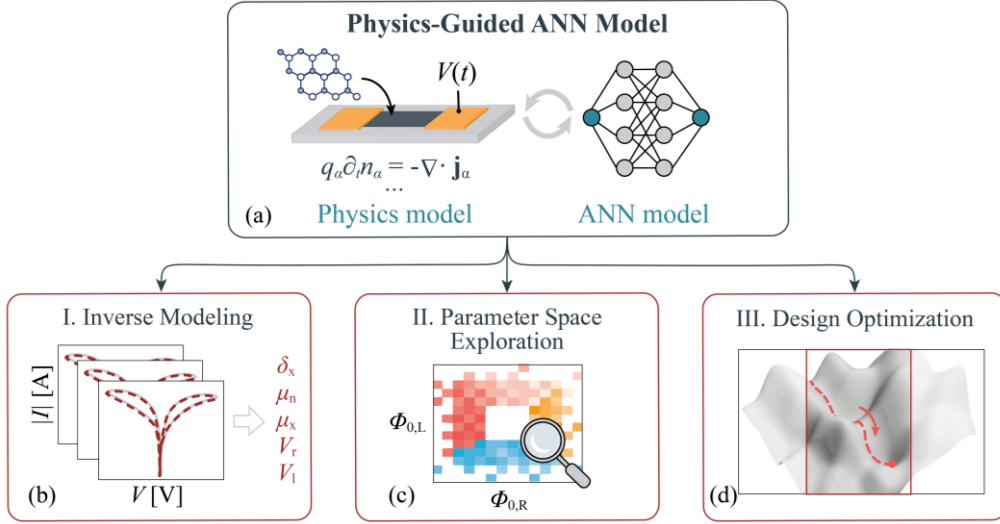 Physics-Guided ANN Model
V(t)
q_α∂_t n_α = -∇· j_α
...
(a)
Physics model
ANN model
I. Inverse Modeling
|I| [A]
V [V]
δ_x
μ_n
μ_x
V_r
V_l
(b)
II. Parameter Space
Exploration
Φ_0,L
Φ_0,R
(c)
III. Design Optimization
(d)